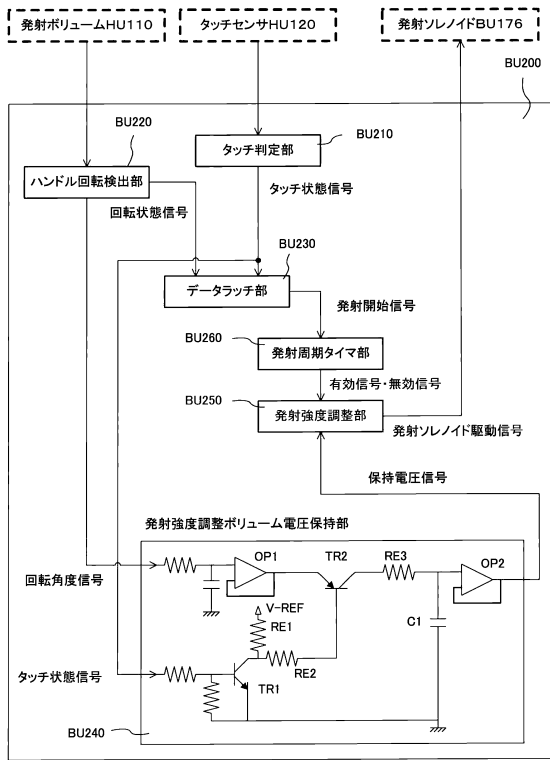 発射ボリュームHU110
タッチセンサHU120
発射ソレノイドBU176
BU200
BU220
BU210
タッチ判定部
ハンドル回転検出部
タッチ状態信号
回転状態信号
BU230
データラッチ部
発射開始信号
BU260
発射周期タイマ部
有効信号・無効信号
BU250
発射強度調整部
発射ソレノイド駆動信号
保持電圧信号
発射強度調整ボリューム電圧保持部
回転角度信号
OP1
TR2
RE3
OP2
V-REF
RE1
C1
RE2
タッチ状態信号
TR1
BU240